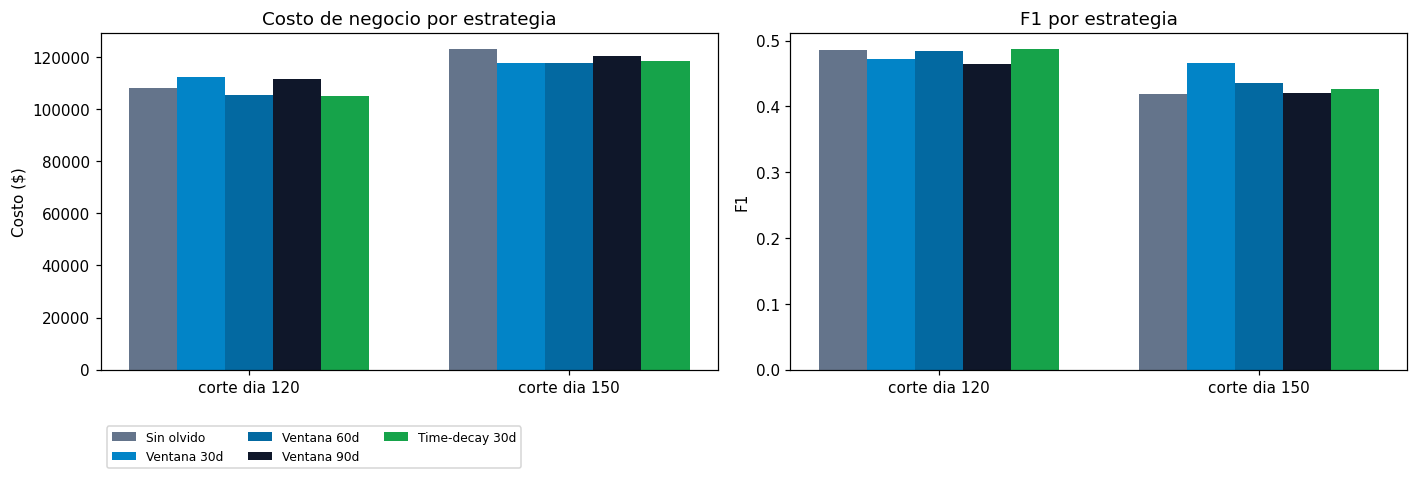 Costo de negocio por estrategia
Costo ($)
120000
100000
80000
60000
40000
20000
0
corte dia 120
corte dia 150
F1 por estrategia
F1
0.5
0.4
0.3
0.2
0.1
0.0
corte dia 120
corte dia 150
Sin olvido
Ventana 30d
Ventana 60d
Ventana 90d
Time-decay 30d